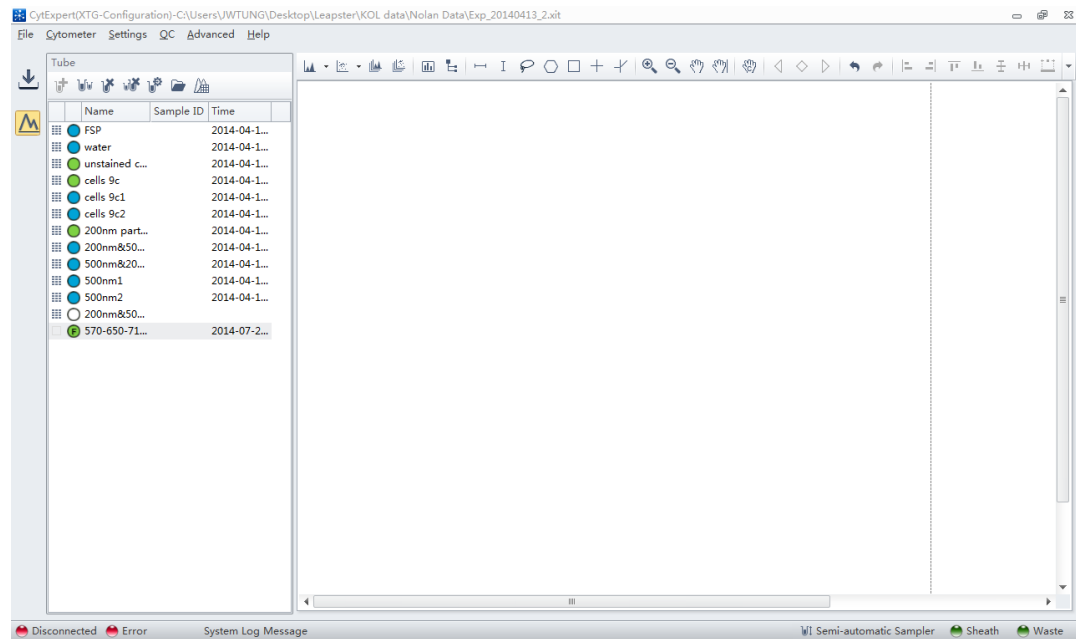 CytExpert(XTG-Configuration)-C:\Users\JWTUNG\Desktop\Leapster\KOL data\Nolan Data\Exp_20140413_2.xit
File Cytometer Settings QC Advanced Help
Tube
Name Sample ID Time
FSP 2014-04-1...
water 2014-04-1...
unstained c... 2014-04-1...
cells 9c 2014-04-1...
cells 9c1 2014-04-1...
cells 9c2 2014-04-1...
200nm part... 2014-04-1...
200nm&50... 2014-04-1...
500nm&20... 2014-04-1...
500nm1 2014-04-1...
500nm2 2014-04-1...
200nm&50...
F 570-650-71... 2014-07-2...
Disconnected Error System Log Message Semi-automatic Sampler Sheath Waste